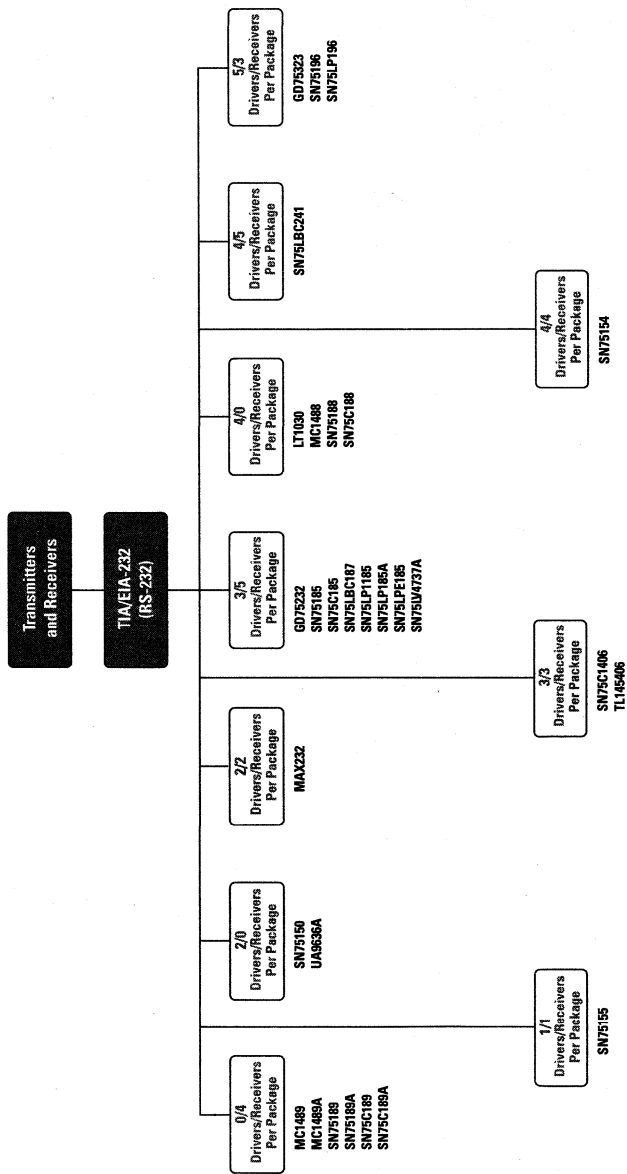 Transmitters
and Receivers
TIA/EIA-232
(RS-232)
0/4
Drivers/Receivers
Per Package
MC1489
MC1489A
SN75189
SN75189A
SN75C189
SN75C189A
1/1
Drivers/Receivers
Per Package
SN75155
2/0
Drivers/Receivers
Per Package
SN75150
UA9636A
2/2
Drivers/Receivers
Per Package
MAX232
3/3
Drivers/Receivers
Per Package
SN75C1406
TL145406
3/5
Drivers/Receivers
Per Package
GD75232
SN75185
SN75C185
SN75LBC187
SN75LP1185
SN75LP185A
SN75LPE185
SN75LV4737A
4/0
Drivers/Receivers
Per Package
LT1030
MC1488
SN75188
SN75C188
4/4
Drivers/Receivers
Per Package
SN75154
4/5
Drivers/Receivers
Per Package
SN75LBC241
5/3
Drivers/Receivers
Per Package
GD75323
SN75196
SN75LP196